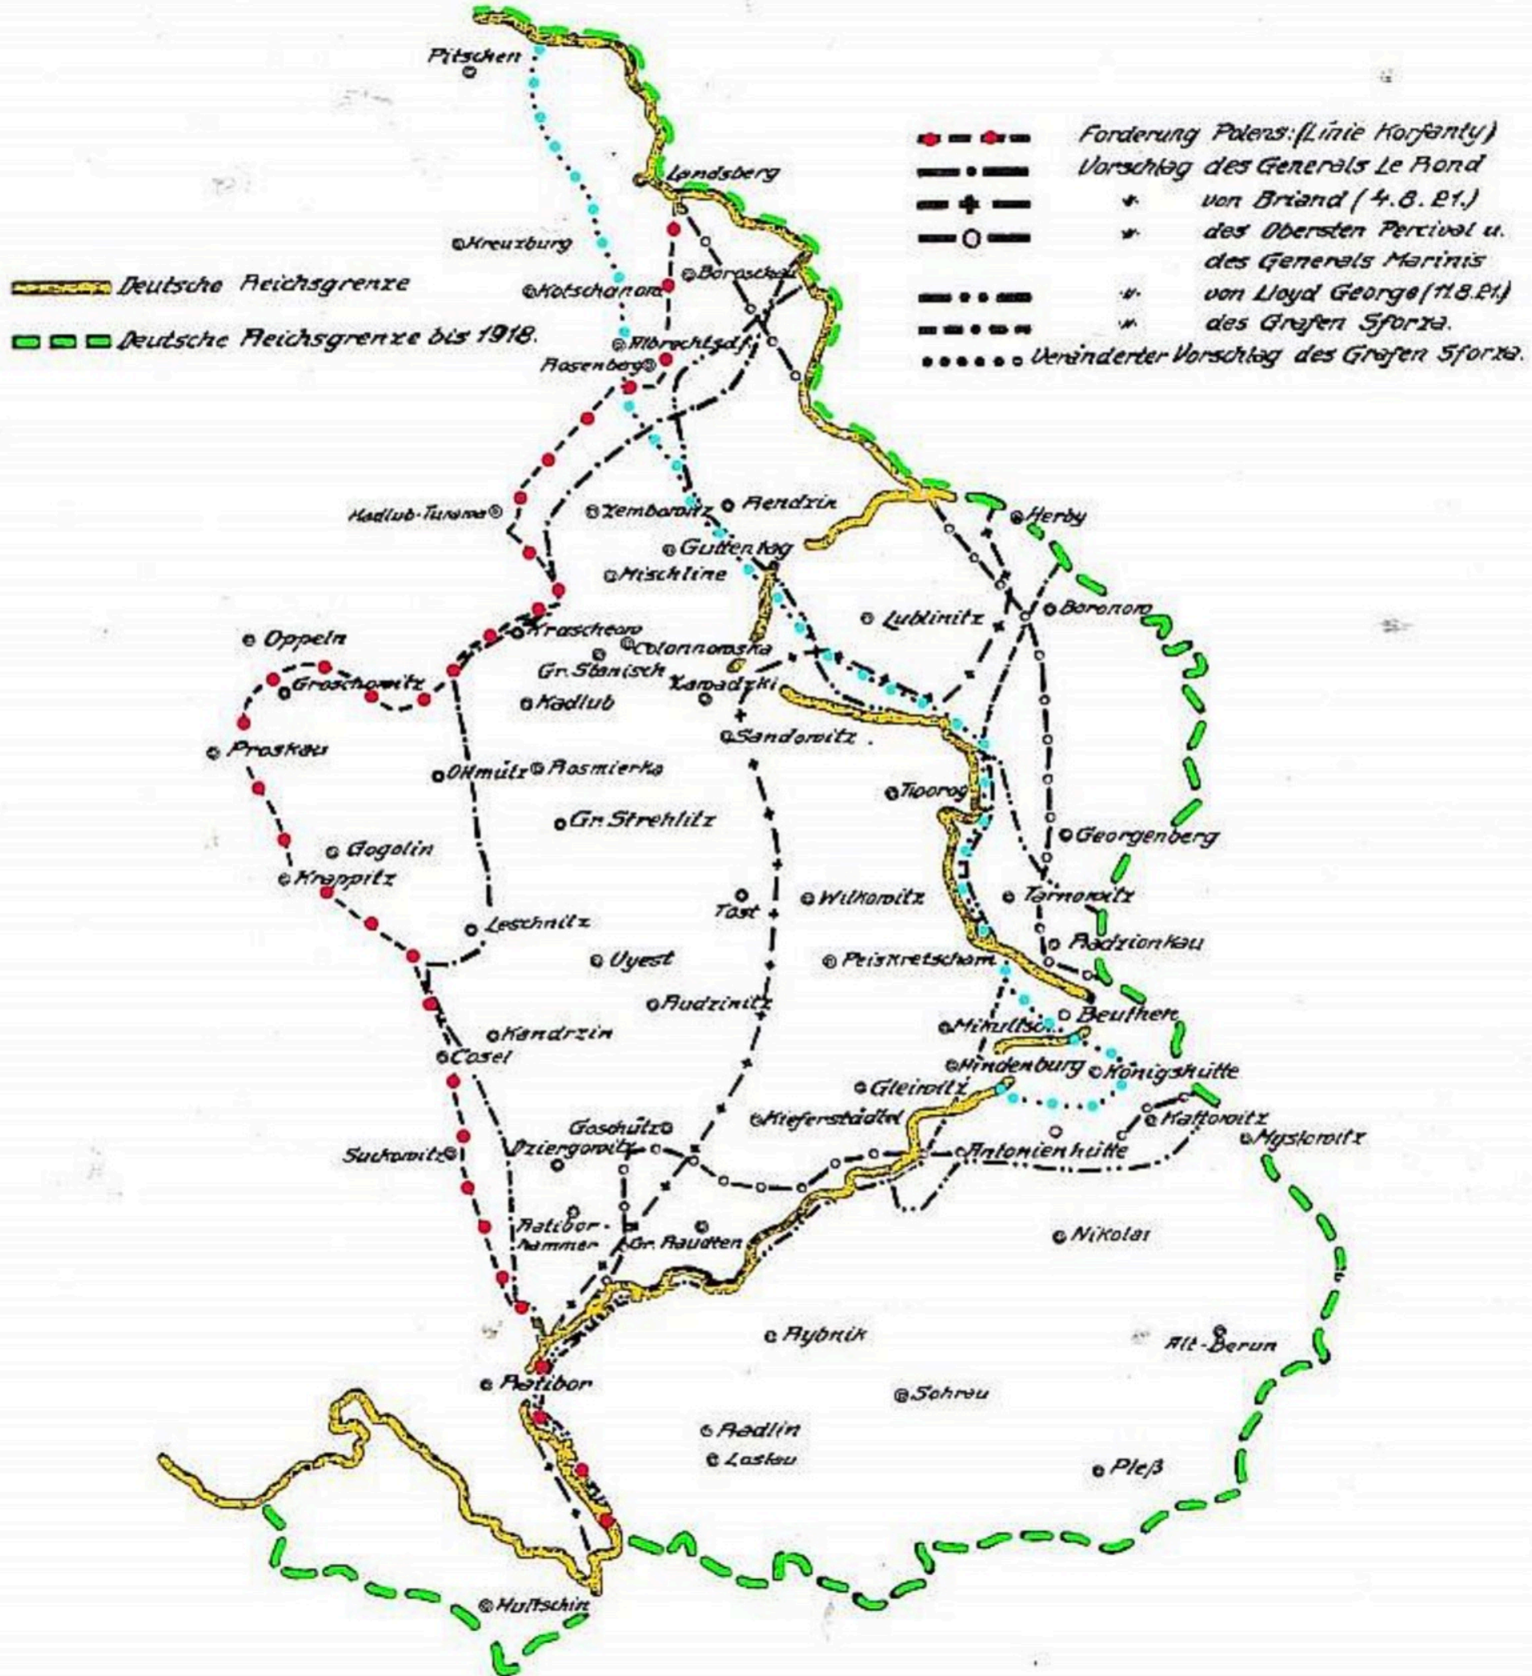 Pitschen
Landsberg
Forderung Polens: (Linie Korfanty)
Vorschlag des Generals Le Rond
" von Briand (4.8.21.)
" des Obersten Percival u.
des Generals Marinis
" von Lloyd George (11.8.21.)
" des Grafen Sforza.
Veränderter Vorschlag des Grafen Sforza.
Deutsche Reichsgrenze
Deutsche Reichsgrenze bis 1918.
Kreuzburg
Boroschau
Kotschanow
Albrechtsdf.
Rosenberg
Kadlub-Turawa
Zembowitz
Rendzin
Herby
Guttentag
Mischline
Lublinitz
Boronow
Oppeln
Krascheow
Colonnowska
Gr. Stanisch
Groschowitz
Zawadzki
Kadlub
Proskau
Sandowitz
Ottmütz
Rosmierka
Tworog
Gr. Strehlitz
Georgenberg
Gogolin
Krappitz
Tost
Wilkowitz
Tarnowitz
Leschnitz
Radzionkau
Uyest
Peiskretscham
Rudzinitz
Beuthen
Mikultsch.
Kandrzin
Cosel
Hindenburg
Königshütte
Gleiwitz
Kieferstädtel
Kattowitz
Goschütz
Dziergowitz
Myslowitz
Suckowitz
Antonienhütte
Ratibor-
hammer
Gr. Raudten
Nikolai
Rybnik
Alt-Berun
Ratibor
Sohrau
Radlin
Loslau
Pleß
Hultschin